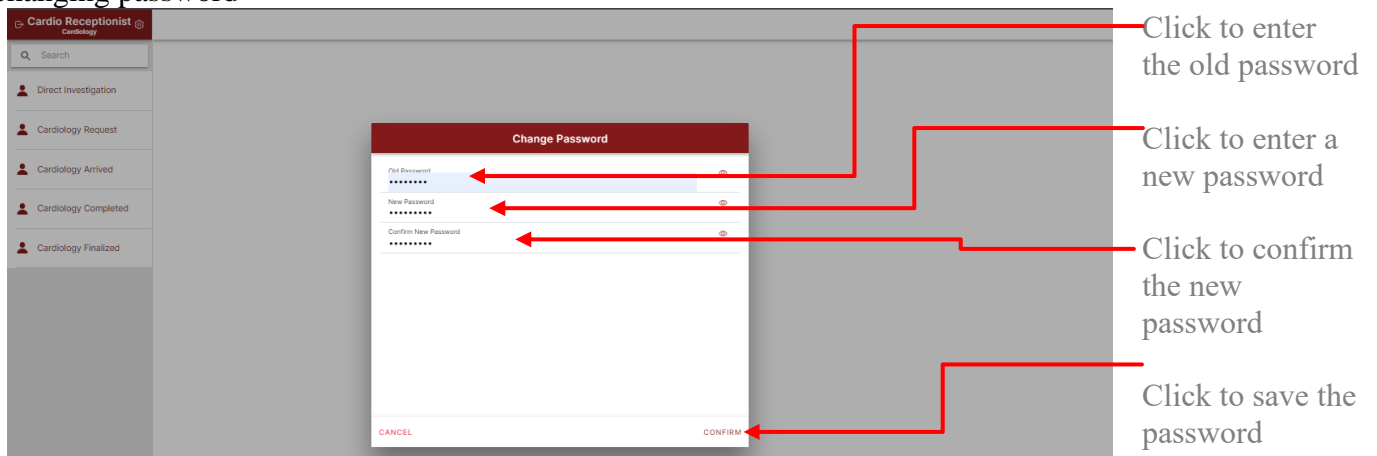 changing password
Cardio Receptionist
Cardiology
Search
Direct Investigation
Cardiology Request
Cardiology Arrived
Cardiology Completed
Cardiology Finalized
Change Password
Old Password
••••••••
New Password
•••••••••
Confirm New Password
•••••••••
CANCEL
CONFIRM
Click to enter
the old password
Click to enter a
new password
Click to confirm
the new
password
Click to save the
password